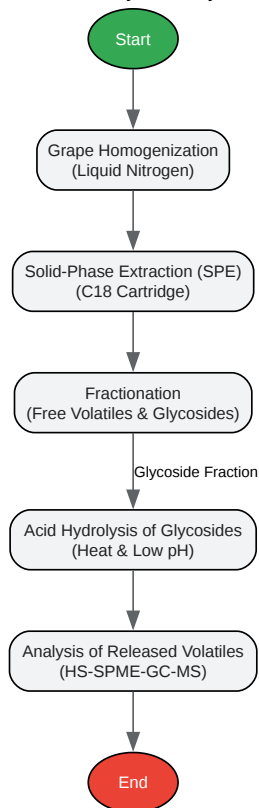 Start
Grape Homogenization
(Liquid Nitrogen)
Solid-Phase Extraction (SPE)
(C18 Cartridge)
Fractionation
(Free Volatiles & Glycosides)
Glycoside Fraction
Acid Hydrolysis of Glycosides
(Heat & Low pH)
Analysis of Released Volatiles
(HS-SPME-GC-MS)
End